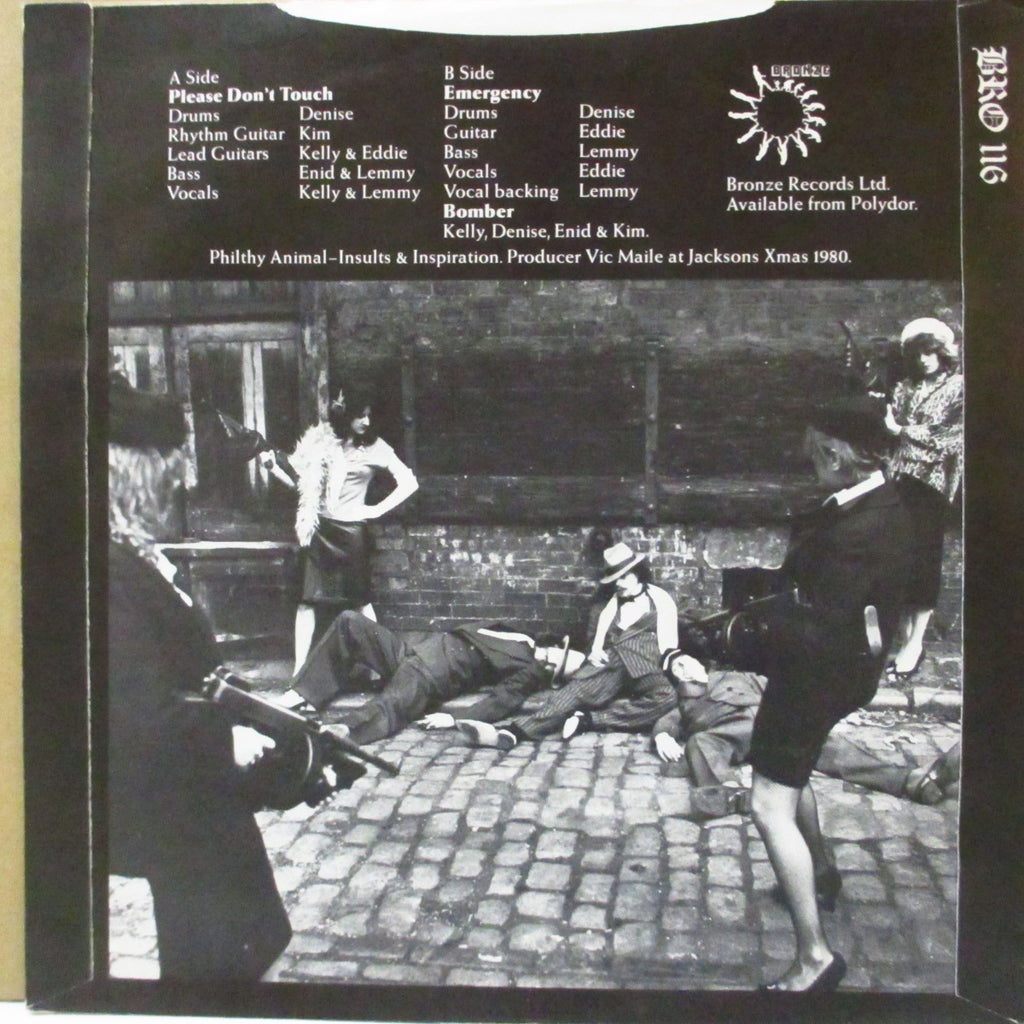 A Side
Please Don't Touch
Drums Denise
Rhythm Guitar Kim
Lead Guitars Kelly & Eddie
Bass Enid & Lemmy
Vocals Kelly & Lemmy
B Side
Emergency
Drums Denise
Guitar Eddie
Bass Lemmy
Vocals Eddie
Vocal backing Lemmy
Bomber
Kelly, Denise, Enid & Kim.
BRONZE
Bronze Records Ltd.
Available from Polydor.
Philthy Animal–Insults & Inspiration. Producer Vic Maile at Jacksons Xmas 1980.
BRO 116